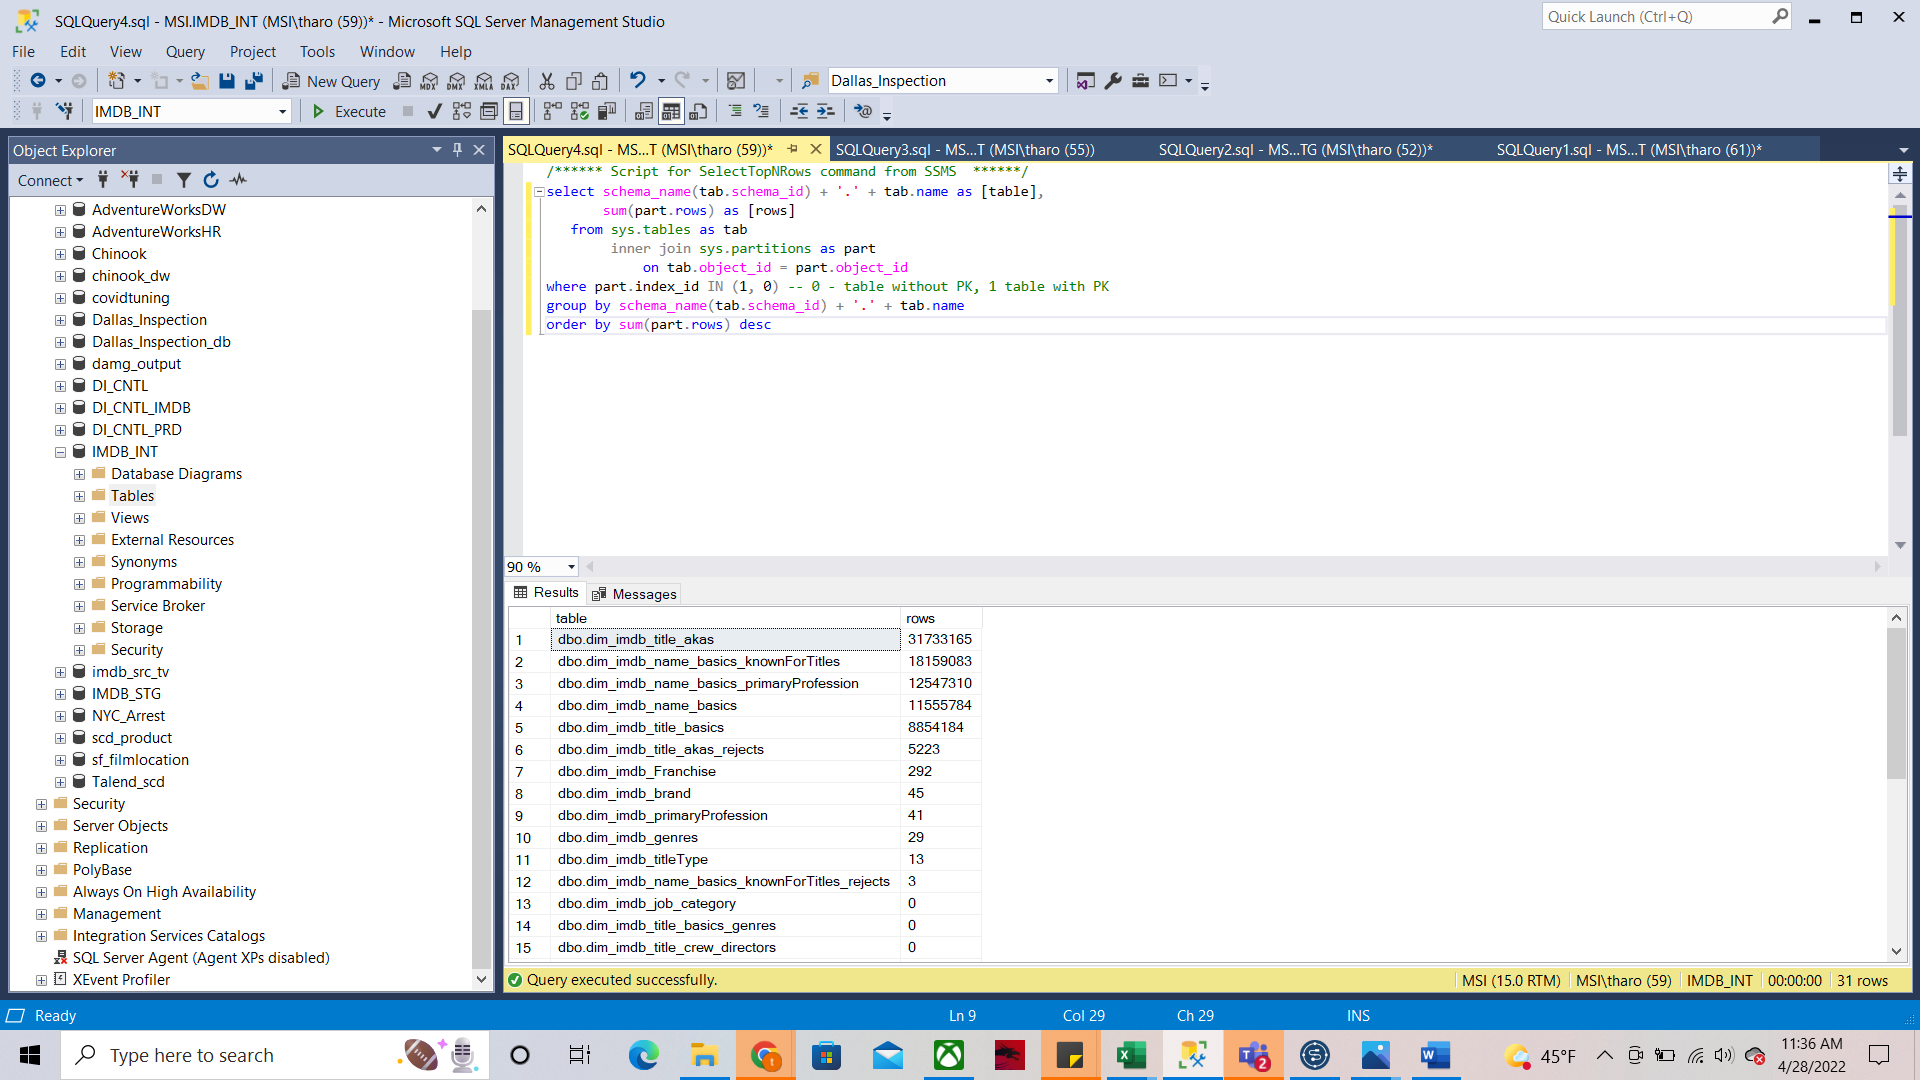 SQLQuery4.sql - MSI.IMDB_INT (MSI\tharo (59))* - Microsoft SQL Server Management Studio
Quick Launch (Ctrl+Q)
File Edit View Query Project Tools Window Help
New Query MDX DMX XMLA DAX Dallas_Inspection
IMDB_INT Execute
Object Explorer
Connect
AdventureWorksDW
AdventureWorksHR
Chinook
chinook_dw
covidtuning
Dallas_Inspection
Dallas_Inspection_db
damg_output
DI_CNTL
DI_CNTL_IMDB
DI_CNTL_PRD
IMDB_INT
Database Diagrams
Tables
Views
External Resources
Synonyms
Programmability
Service Broker
Storage
Security
imdb_src_tv
IMDB_STG
NYC_Arrest
scd_product
sf_filmlocation
Talend_scd
Security
Server Objects
Replication
PolyBase
Always On High Availability
Management
Integration Services Catalogs
SQL Server Agent (Agent XPs disabled)
XEvent Profiler
SQLQuery4.sql - MS...T (MSI\tharo (59))* SQLQuery3.sql - MS...T (MSI\tharo (55)) SQLQuery2.sql - MS...TG (MSI\tharo (52))* SQLQuery1.sql - MS...T (MSI\tharo (61))*
/****** Script for SelectTopNRows command from SSMS ******/
select schema_name(tab.schema_id) + '.' + tab.name as [table],
sum(part.rows) as [rows]
from sys.tables as tab
inner join sys.partitions as part
on tab.object_id = part.object_id
where part.index_id IN (1, 0) -- 0 - table without PK, 1 table with PK
group by schema_name(tab.schema_id) + '.' + tab.name
order by sum(part.rows) desc
90 %
Results Messages
table rows
1 dbo.dim_imdb_title_akas 31733165
2 dbo.dim_imdb_name_basics_knownForTitles 18159083
3 dbo.dim_imdb_name_basics_primaryProfession 12547310
4 dbo.dim_imdb_name_basics 11555784
5 dbo.dim_imdb_title_basics 8854184
6 dbo.dim_imdb_title_akas_rejects 5223
7 dbo.dim_imdb_Franchise 292
8 dbo.dim_imdb_brand 45
9 dbo.dim_imdb_primaryProfession 41
10 dbo.dim_imdb_genres 29
11 dbo.dim_imdb_titleType 13
12 dbo.dim_imdb_name_basics_knownForTitles_rejects 3
13 dbo.dim_imdb_job_category 0
14 dbo.dim_imdb_title_basics_genres 0
15 dbo.dim_imdb_title_crew_directors 0
Query executed successfully. MSI (15.0 RTM) MSI\tharo (59) IMDB_INT 00:00:00 31 rows
Ready Ln 9 Col 29 Ch 29 INS
Type here to search
45°F
11:36 AM
4/28/2022